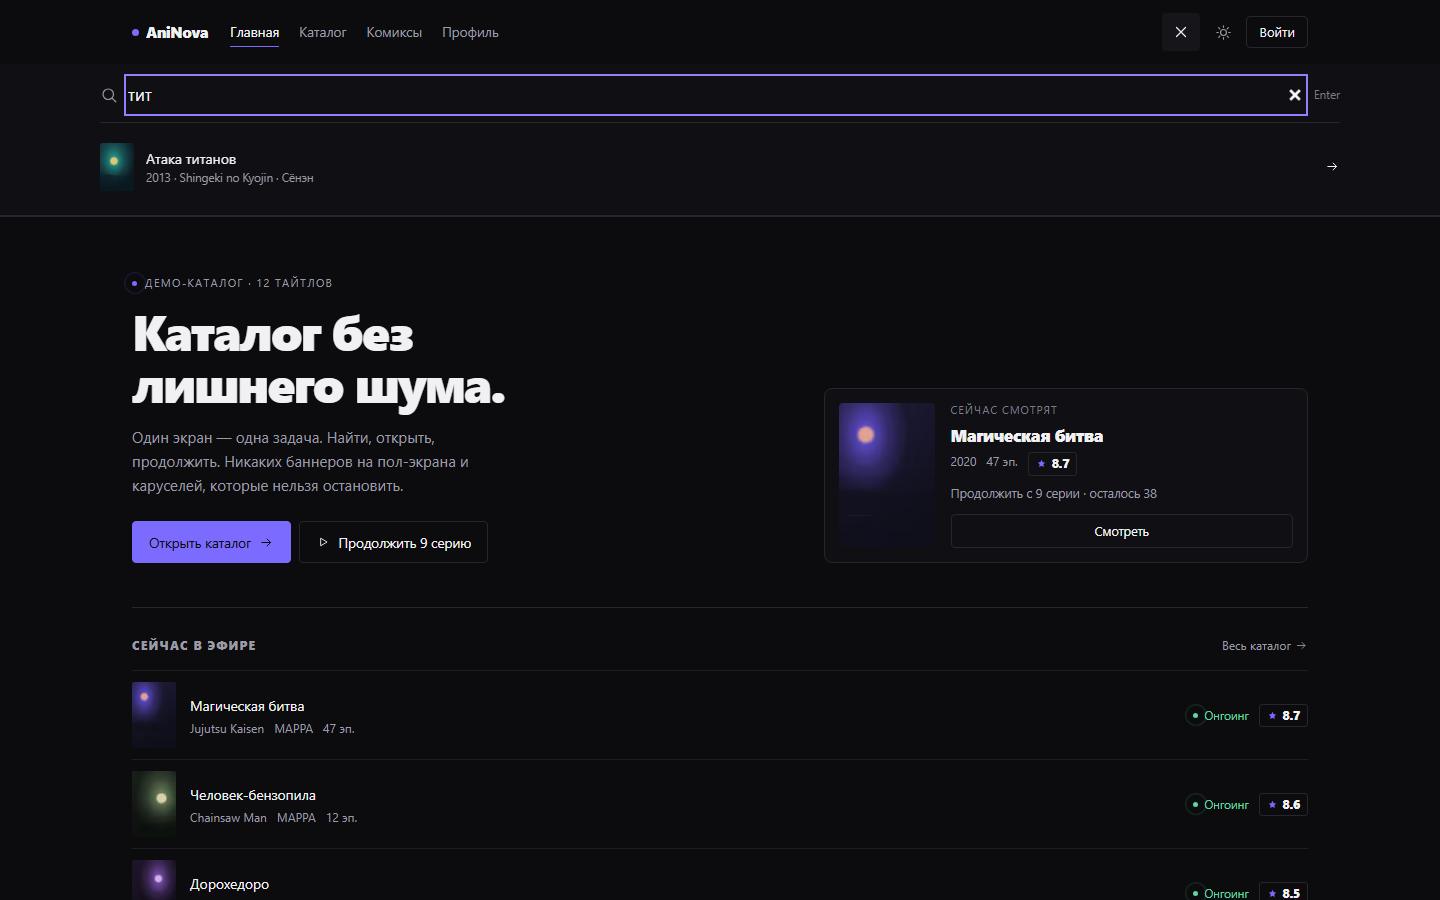 AniNova Главная Каталог Комиксы Профиль Войти
тит Enter
Атака титанов
2013 · Shingeki no Kyojin · Сёнэн
ДЕМО-КАТАЛОГ · 12 ТАЙТЛОВ
Каталог без
лишнего шума.
Один экран — одна задача. Найти, открыть,
продолжить. Никаких баннеров на пол-экрана и
каруселей, которые нельзя остановить.
Открыть каталог → Продолжить 9 серию
СЕЙЧАС СМОТРЯТ
Магическая битва
2020 47 эп. ★ 8.7
Продолжить с 9 серии · осталось 38
Смотреть
СЕЙЧАС В ЭФИРЕ Весь каталог →
Магическая битва
Jujutsu Kaisen MAPPA 47 эп.
Онгоинг ★ 8.7
Человек-бензопила
Chainsaw Man MAPPA 12 эп.
Онгоинг ★ 8.6
Дорохедоро
Онгоинг ★ 8.5